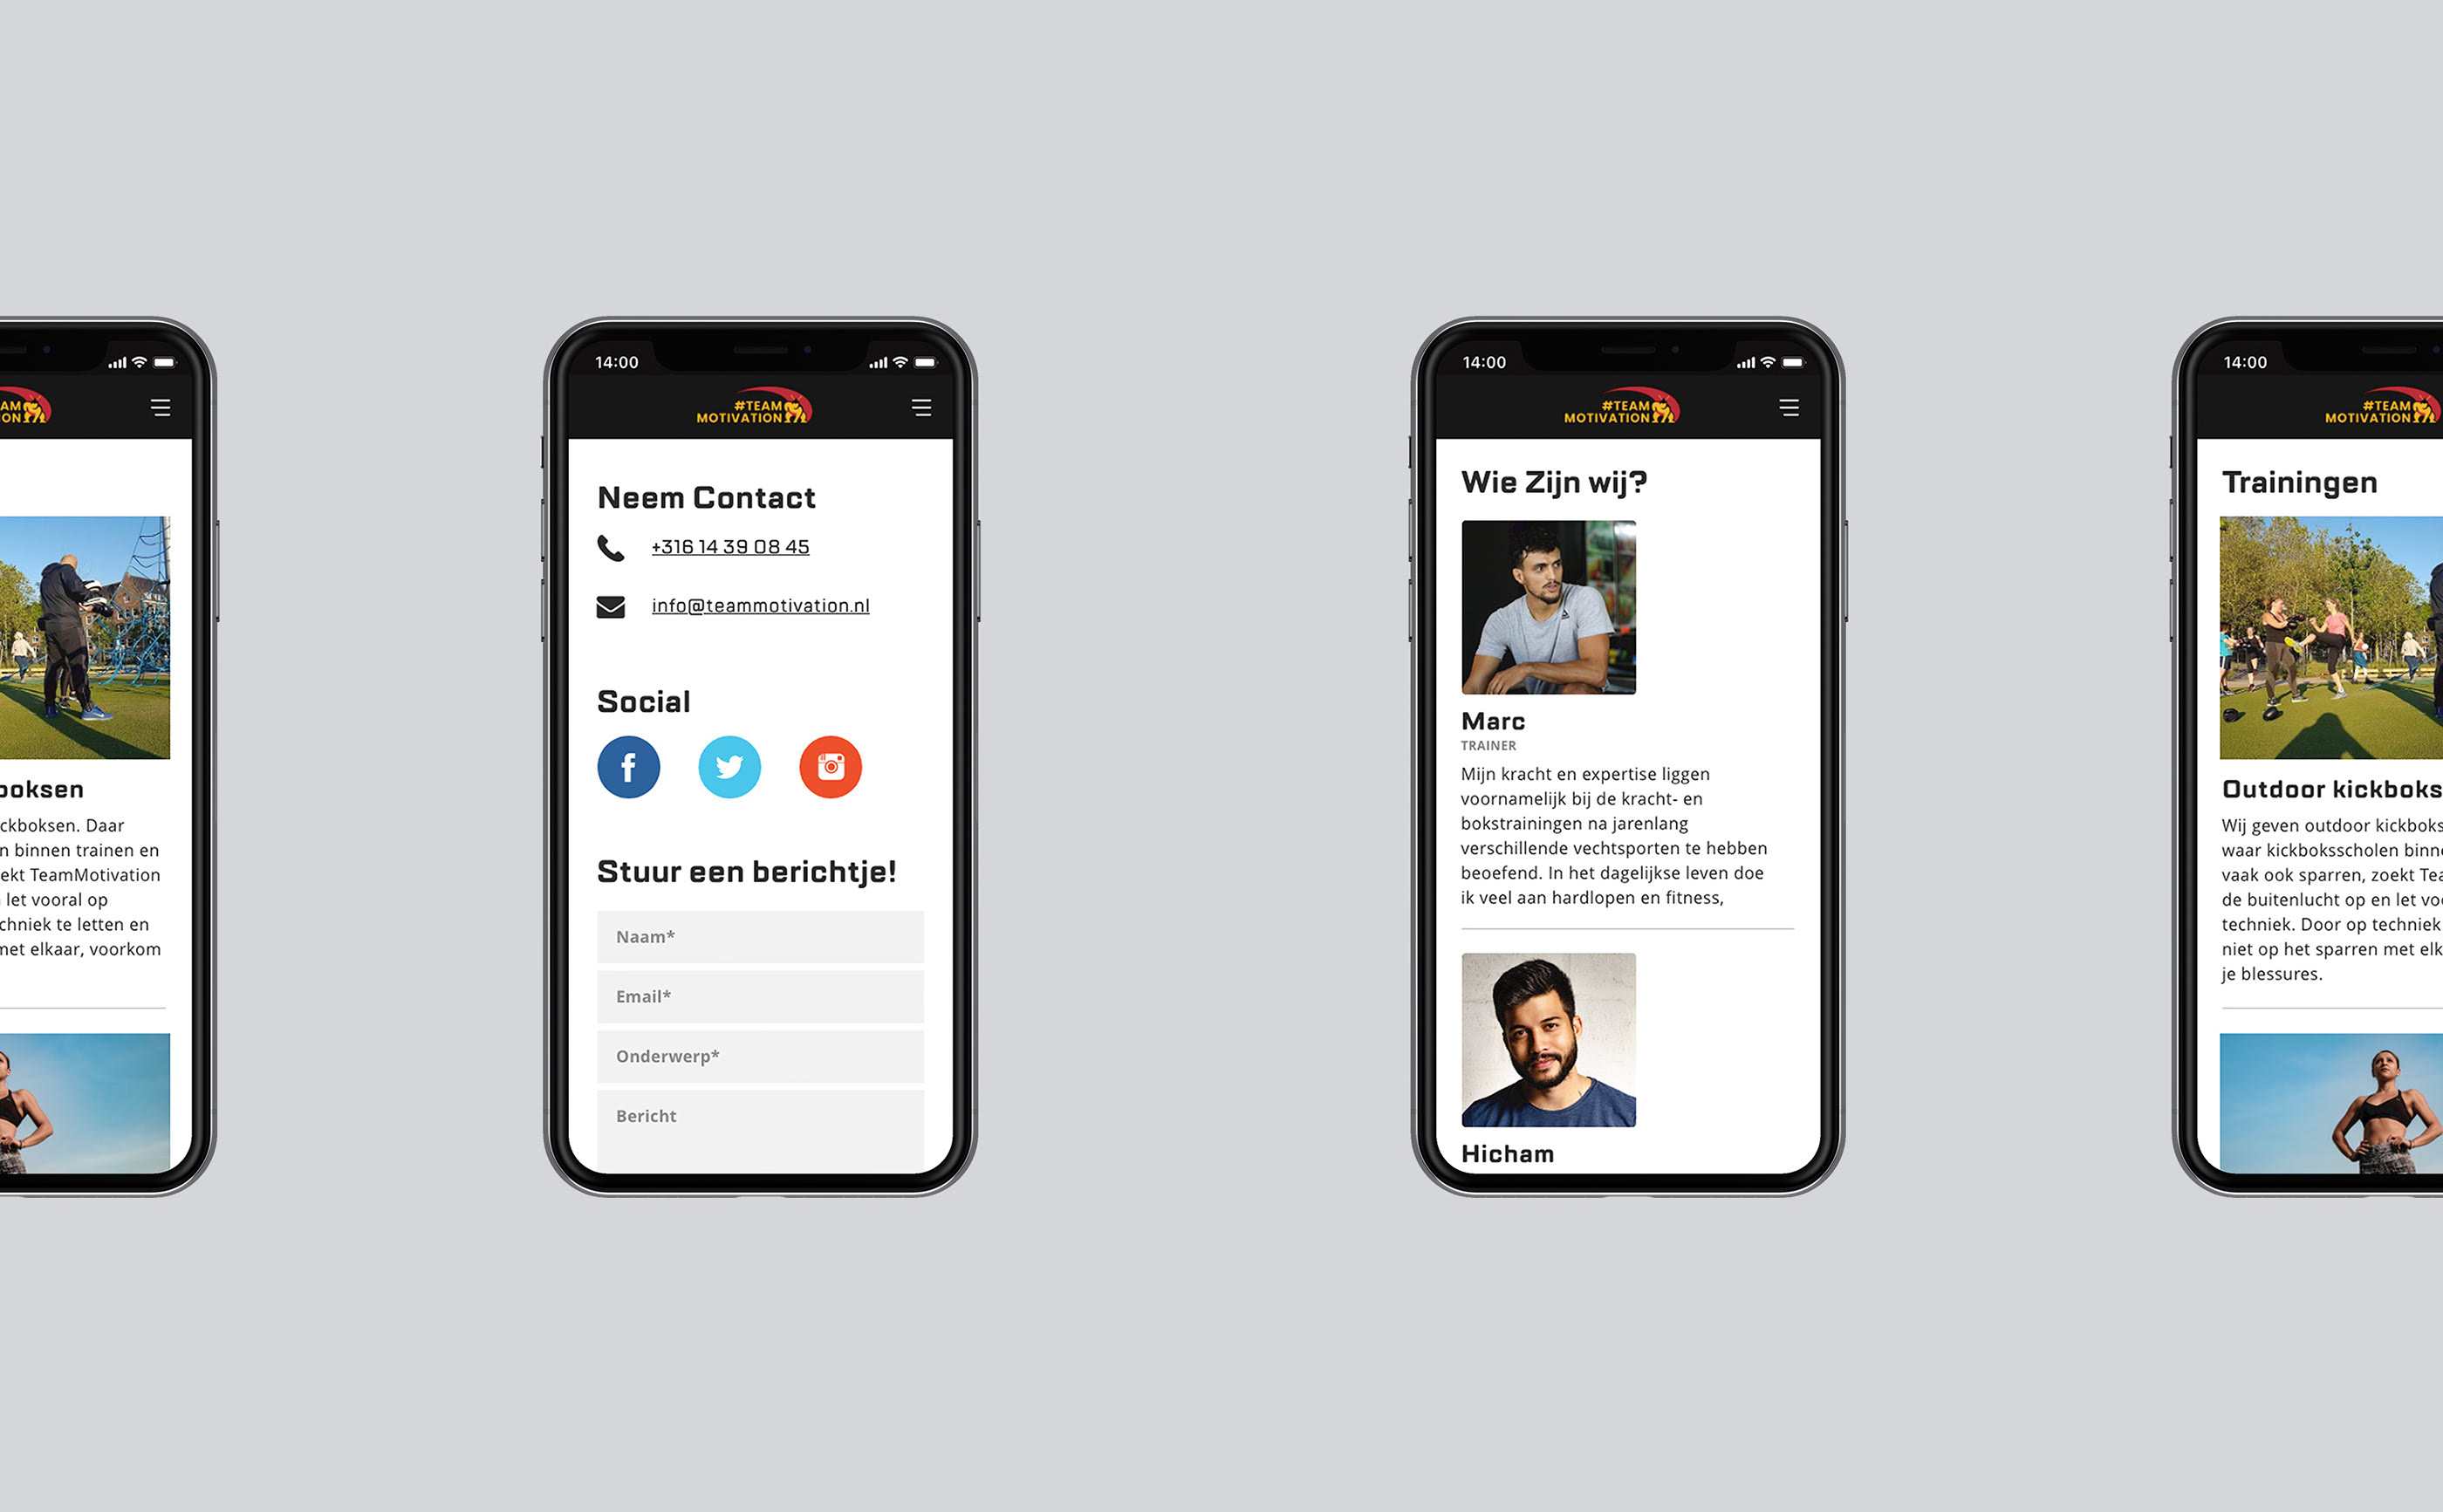 AM
ON
boksen
ckboksen. Daar
n binnen trainen en
ekt TeamMotivation
let vooral op
chniek te letten en
met elkaar, voorkom
14:00
#TEAM
MOTIVATION
Neem Contact
+316 14 39 08 45
info@teammotivation.nl
Social
f
Stuur een berichtje!
Naam*
Email*
Onderwerp*
Bericht
14:00
#TEAM
MOTIVATION
Wie Zijn wij?
Marc
TRAINER
Mijn kracht en expertise liggen
voornamelijk bij de kracht- en
bokstrainingen na jarenlang
verschillende vechtsporten te hebben
beoefend. In het dagelijkse leven doe
ik veel aan hardlopen en fitness,
Hicham
14:00
#TEAM
MOTIVATION
Trainingen
Outdoor kickboks
Wij geven outdoor kickboks
waar kickboksscholen binne
vaak ook sparren, zoekt Tea
de buitenlucht op en let voo
techniek. Door op techniek
niet op het sparren met elk
je blessures.